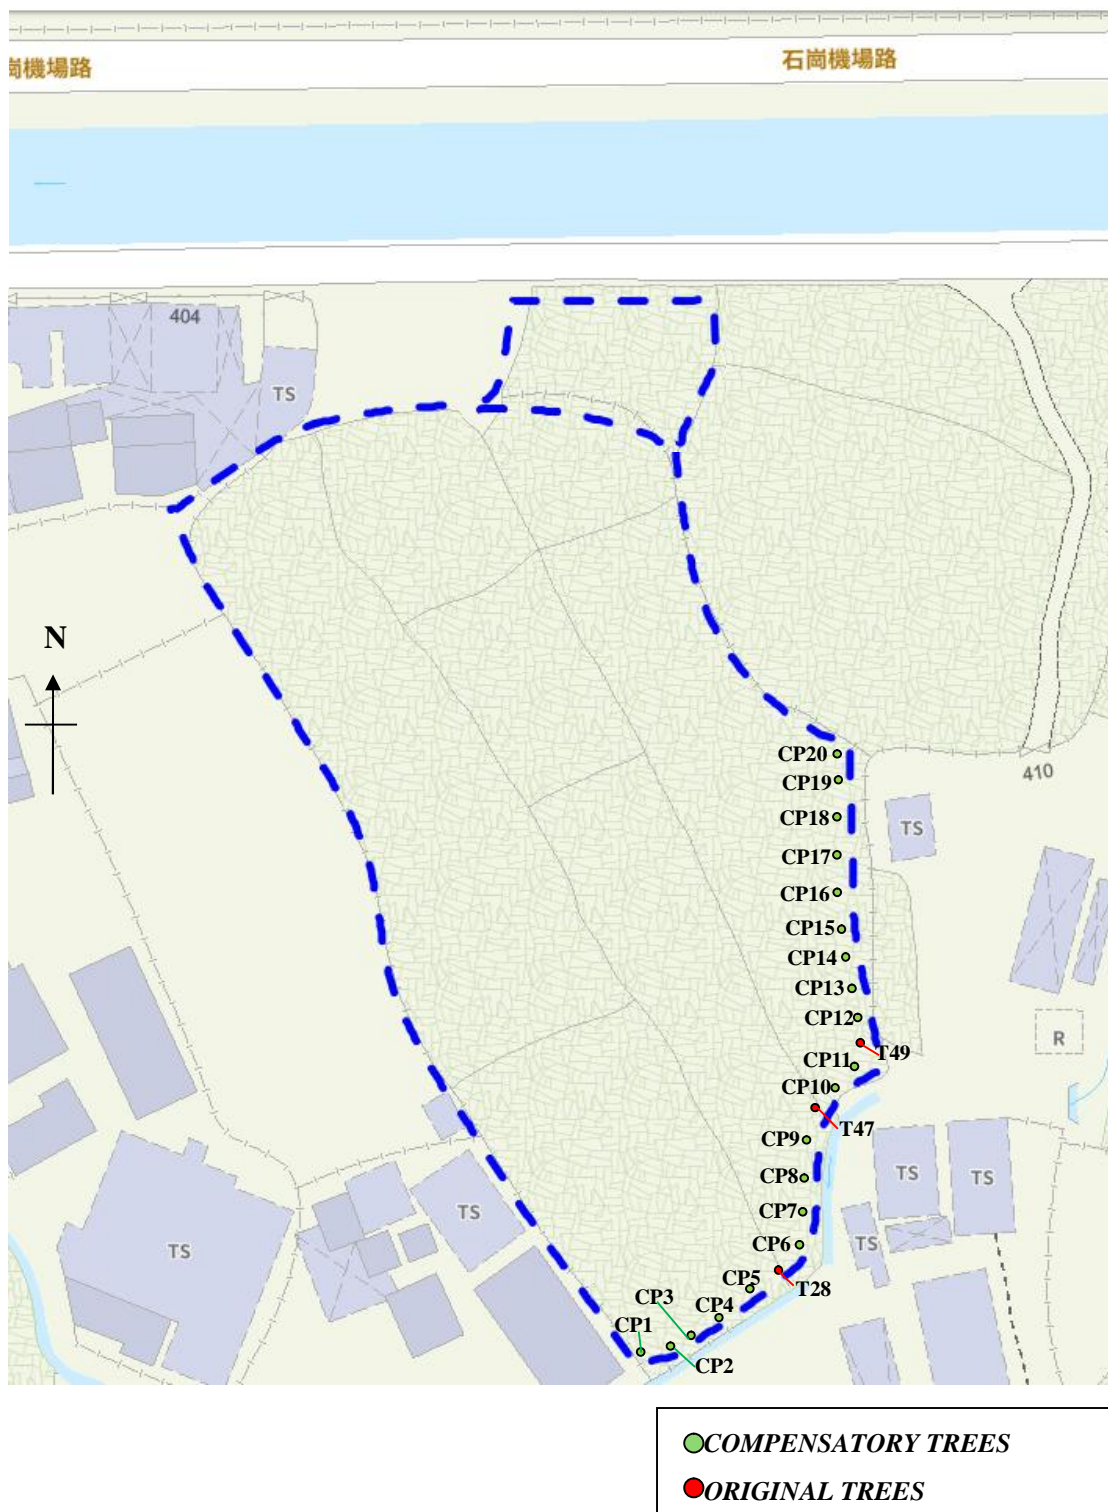 崗機場路
石崗機場路
404
TS
N
CP20
CP19
410
CP18
TS
CP17
CP16
CP15
CP14
CP13
CP12
R
T49
CP11
CP10
T47
CP9
TS
TS
CP8
TS
CP7
CP6
TS
TS
CP5
T28
CP3
CP4
CP1
CP2
COMPENSATORY TREES
ORIGINAL TREES